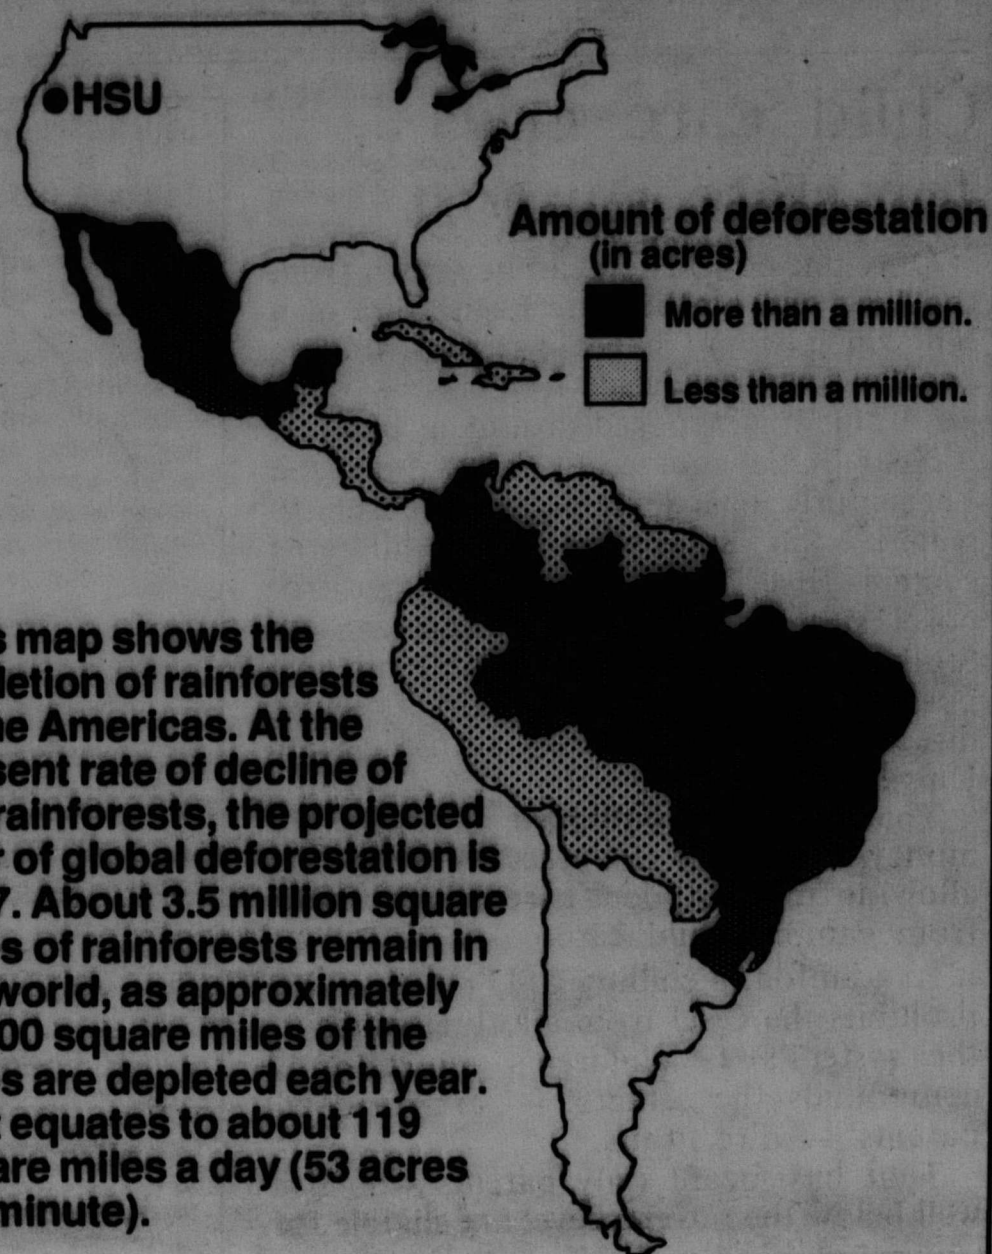 HSU
Amount of deforestation
(in acres)
More than a million.
Less than a million.
s map shows the
letion of rainforests
e Americas. At the
sent rate of decline of
rainforests, the projected
r of global deforestation is
7. About 3.5 million square
s of rainforests remain in
world, as approximately
00 square miles of the
s are depleted each year.
t equates to about 119
are miles a day (53 acres
minute).